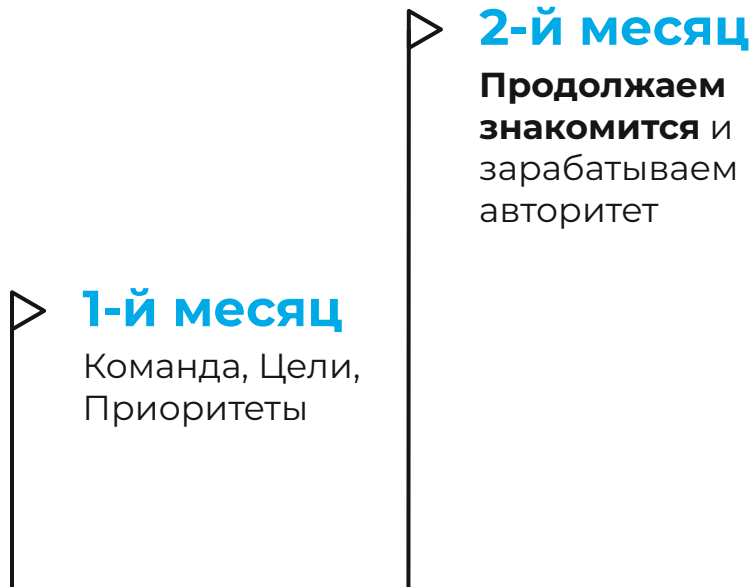 2-й месяц
Продолжаем
знакомится и
зарабатываем
авторитет
1-й месяц
Команда, Цели,
Приоритеты